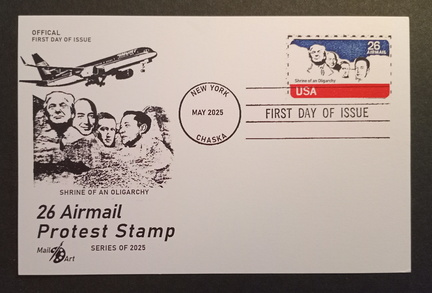 OFFICAL
FIRST DAY OF ISSUE
26
AIRMAIL
Shrine of an Oligarchy
USA
NEW YORK
MAY 2025
CHASKA
FIRST DAY OF ISSUE
SHRINE OF AN OLIGARCHY
26 Airmail
Protest Stamp
SERIES OF 2025
Mail
Art